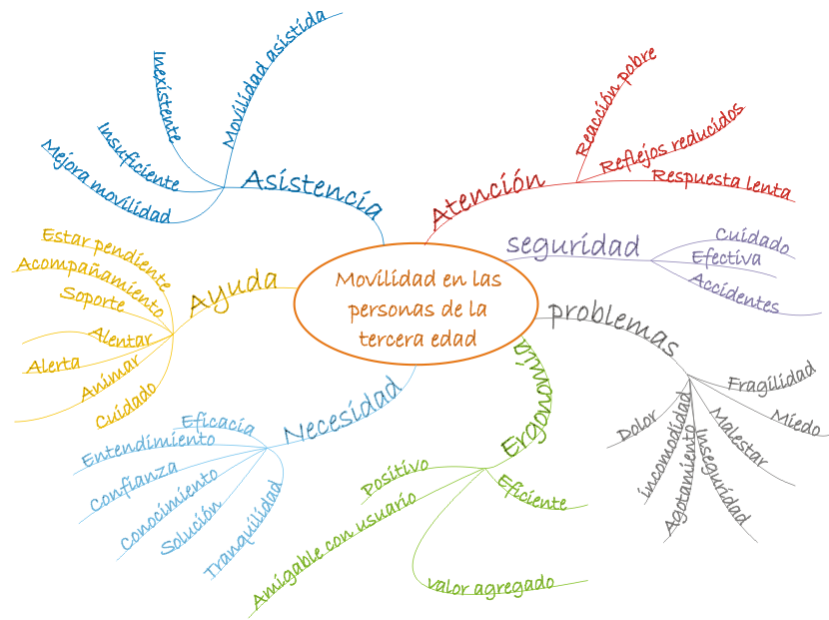 Movilidad en las
personas de la
tercera edad
Asistencia
Movilidad asistida
Inexistente
Insuficiente
Mejora movilidad
Atención
Reacción pobre
Reflejos reducidos
Respuesta lenta
seguridad
Cuidado
Efectiva
Accidentes
problemas
Fragilidad
Miedo
Malestar
Inseguridad
Agotamiento
incomodidad
Dolor
Ergonomía
Eficiente
valor agregado
Amigable con usuario
Positivo
Necesidad
Eficacia
Entendimiento
Confianza
Conocimiento
Solución
Tranquilidad
Ayuda
Estar pendiente
Acompañamiento
Soporte
Alentar
Alerta
Animar
Cuidado